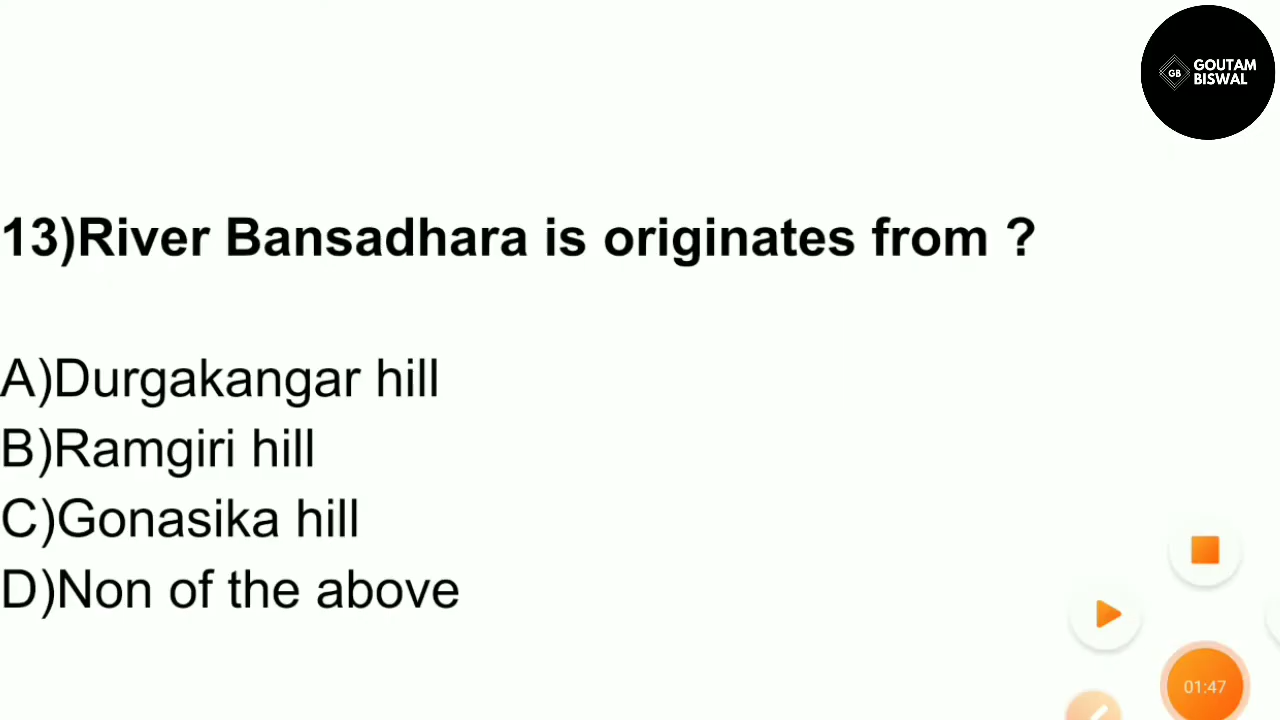 GB
GOUTAM
BISWAL
13)River Bansadhara is originates from ?
A)Durgakangar hill
B)Ramgiri hill
C)Gonasika hill
D)Non of the above
01:47